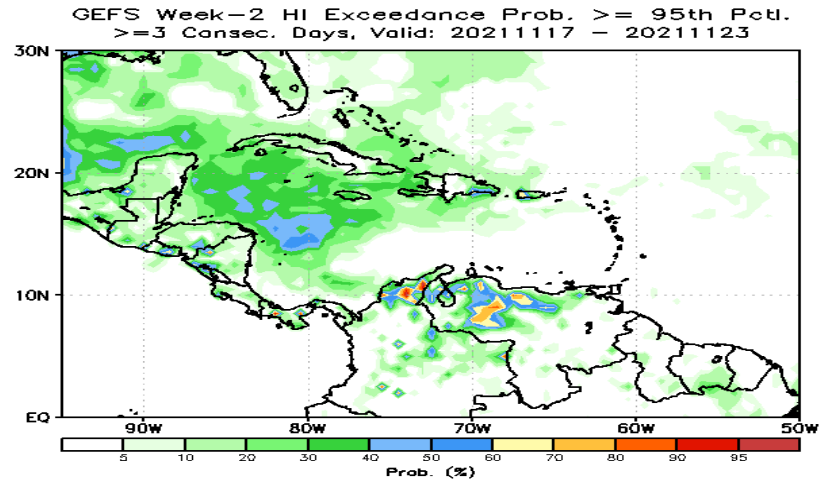 GEFS Week-2 HI Exceedance Prob. >= 95th Pctl.
>=3 Cansec. Days, Valid: 20211117 - 20211123
30N
20N
10N
EQ
90W 80W 70W 60W 50W
5 10 20 30 40 50 60 70 80 90 95
Prob. (%)